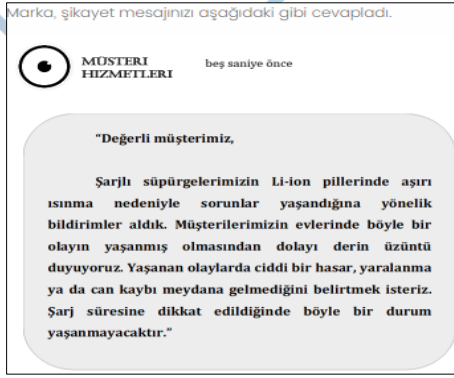 Marka, şikayet mesajınızı aşağıdaki gibi cevapladı.
MÜSTERI
HIZMETLERI
beş saniye önce
"Değerli müşterimiz,
Şarjlı süpürgelerimizin Li-ion pillerinde aşırı
ısınma nedeniyle sorunlar yaşandığına yönelik
bildirimler aldık. Müşterilerimizin evlerinde böyle bir
olayın yaşanmış olmasından dolayı derin üzüntü
duyuyoruz. Yaşanan olaylarda ciddi bir hasar, yaralanma
ya da can kaybı meydana gelmediğini belirtmek isteriz.
Şarj süresine dikkat edildiğinde böyle bir durum
yaşanmayacaktır."